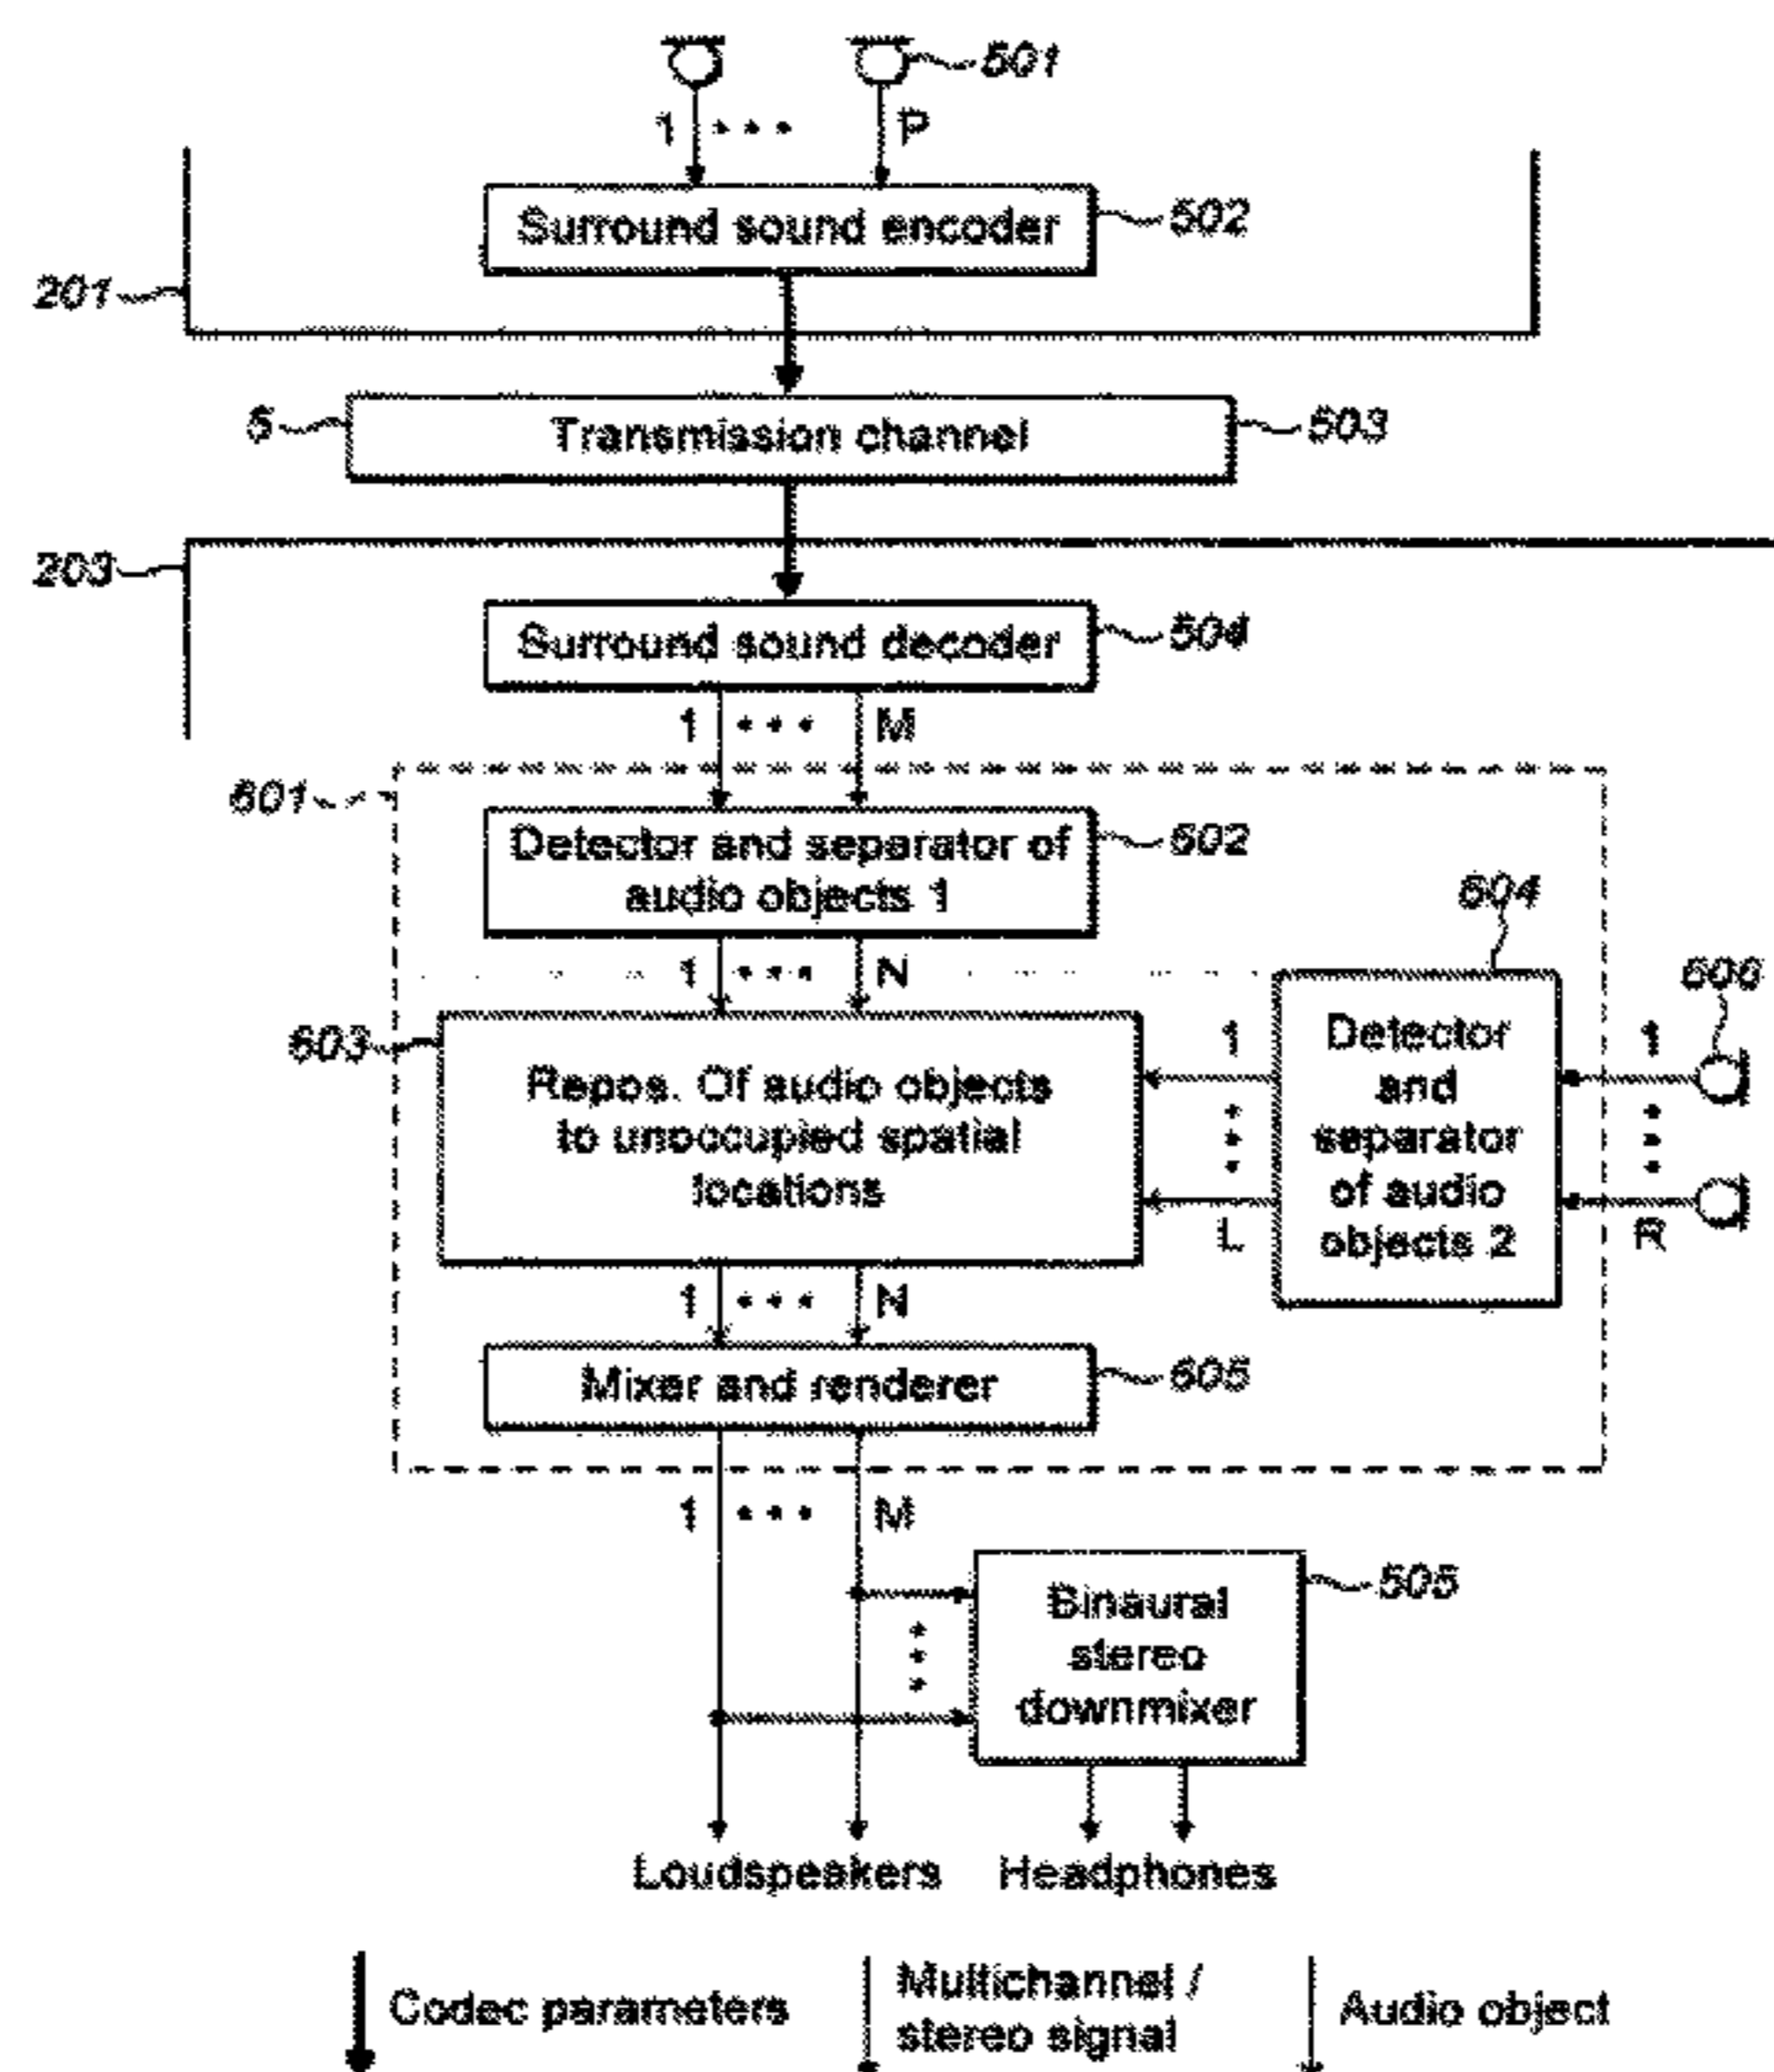 501
1 ... P
Surround sound encoder
502
201
5
Transmission channel
503
203
Surround sound decoder
504
1 ... M
601
Detector and separator of
audio objects 1
602
604
1 ... N
606
603
Repos. Of audio objects
to unoccupied spatial
locations
1
...
L
Detector
and
separator
of audio
objects 2
1
...
R
1 ... N
Mixer and renderer
605
1 ... M
Binaural
stereo
downmixer
505
...
Loudspeakers
Headphones
Codec parameters
Multichannel /
stereo signal
Audio object